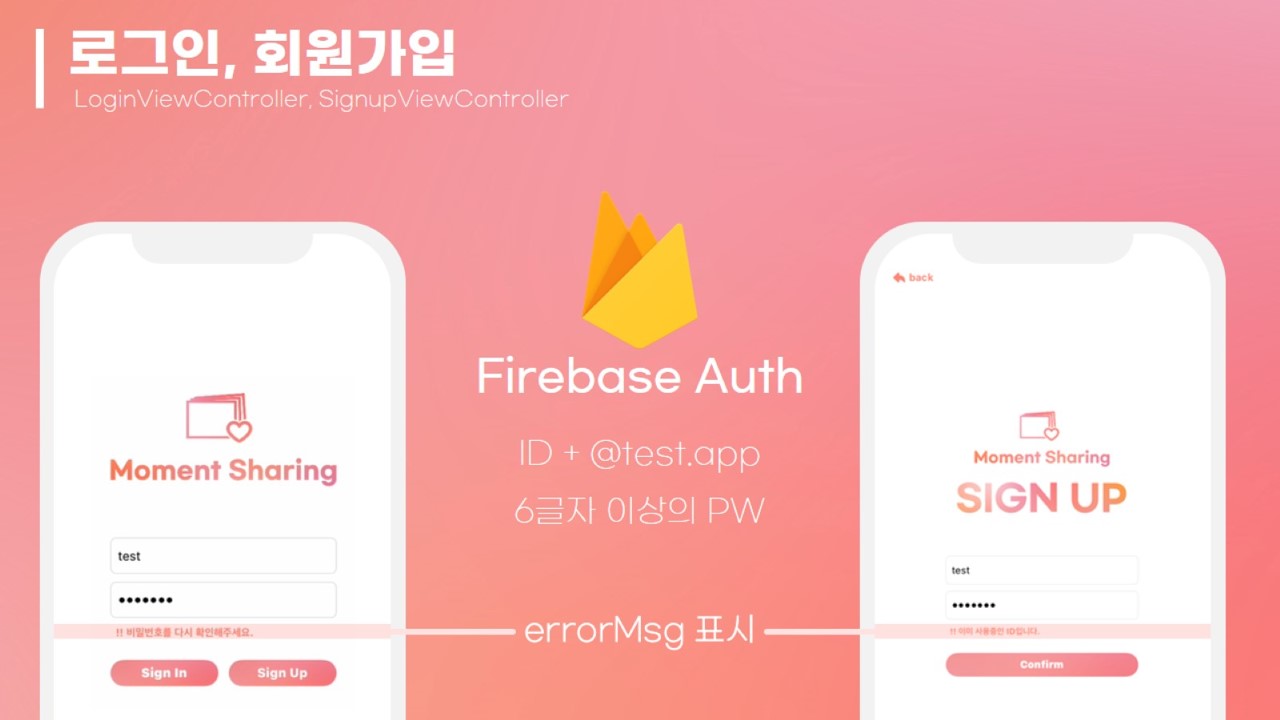 로그인, 회원가입
LoginViewController, SignupViewController
Moment Sharing
test
!! 비밀번호를 다시 확인해주세요.
Sign In
Sign Up
Firebase Auth
ID + @test.app
6글자 이상의 PW
errorMsg 표시
back
Moment Sharing
SIGN UP
test
!! 이미 사용중인 ID입니다.
Confirm